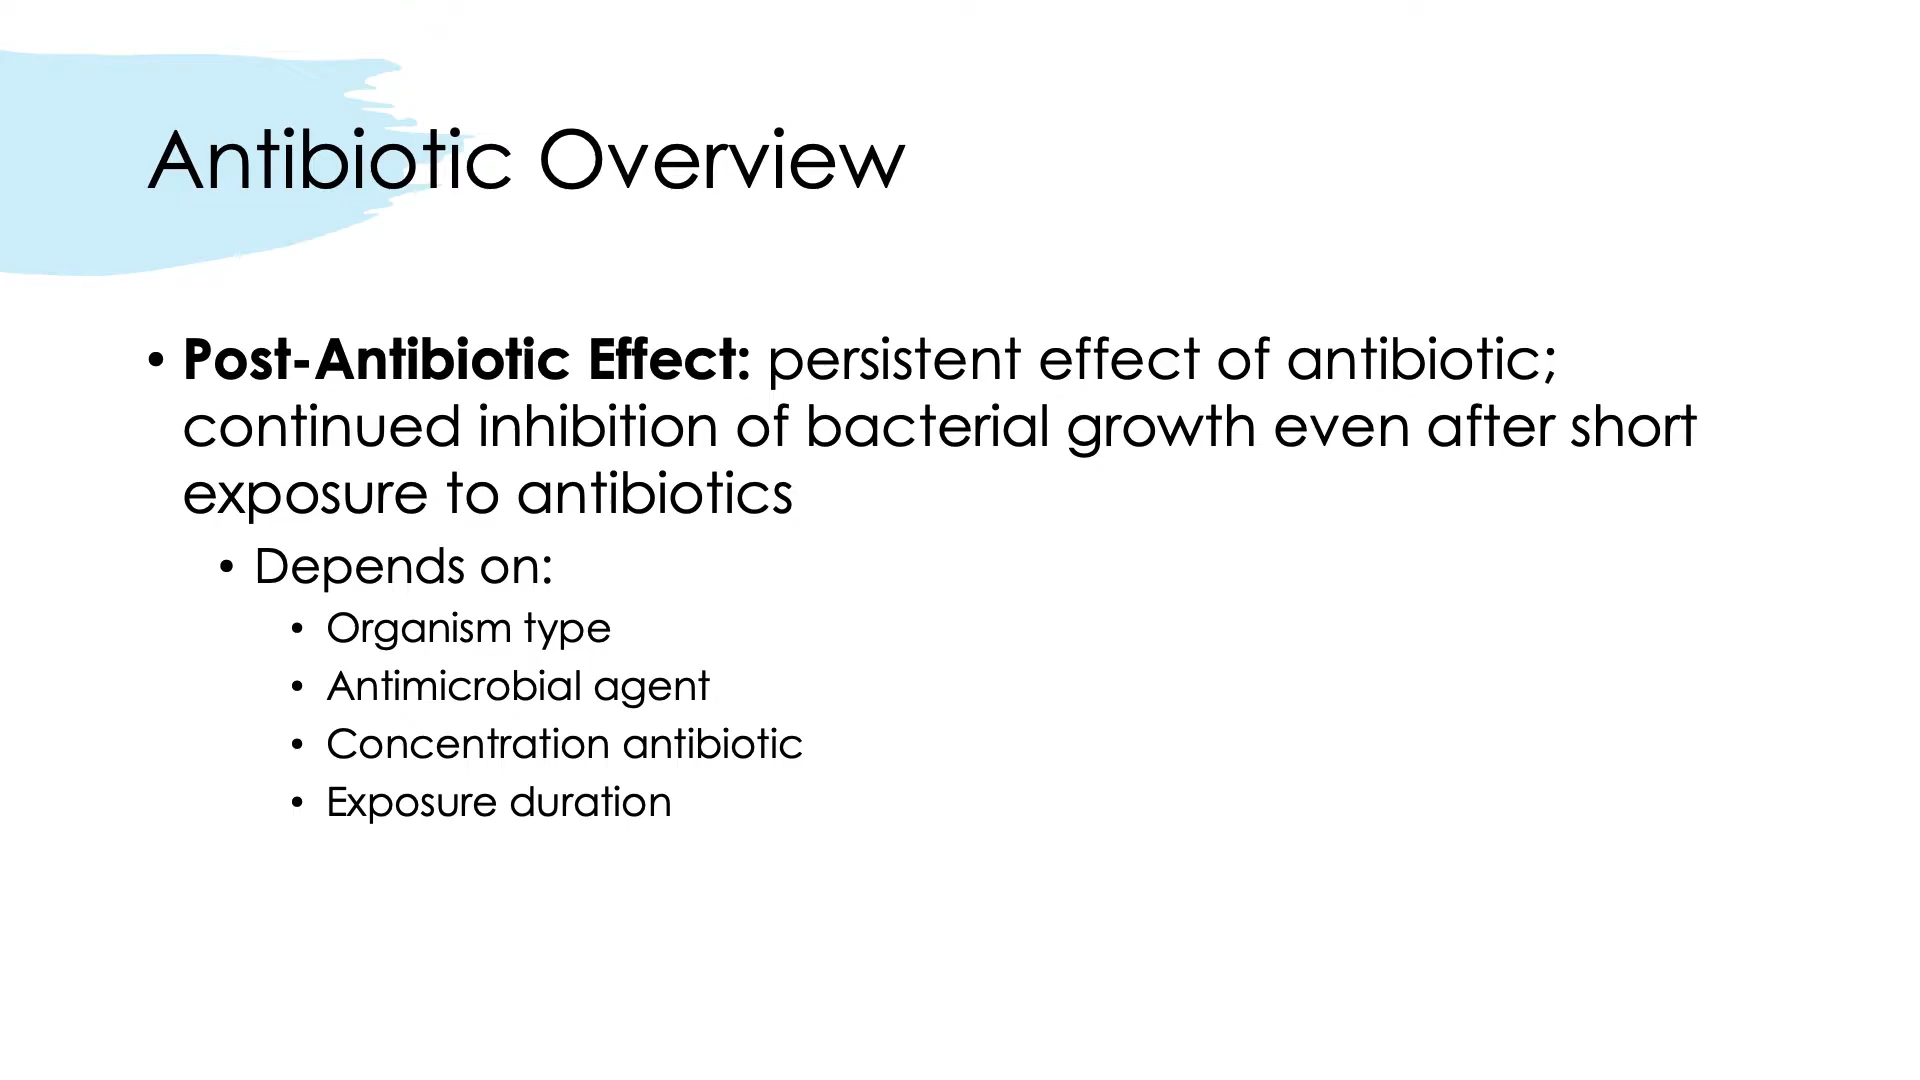 Antibiotic Overview
• Post-Antibiotic Effect: persistent effect of antibiotic;
continued inhibition of bacterial growth even after short
exposure to antibiotics
• Depends on:
• Organism type
• Antimicrobial agent
• Concentration antibiotic
• Exposure duration